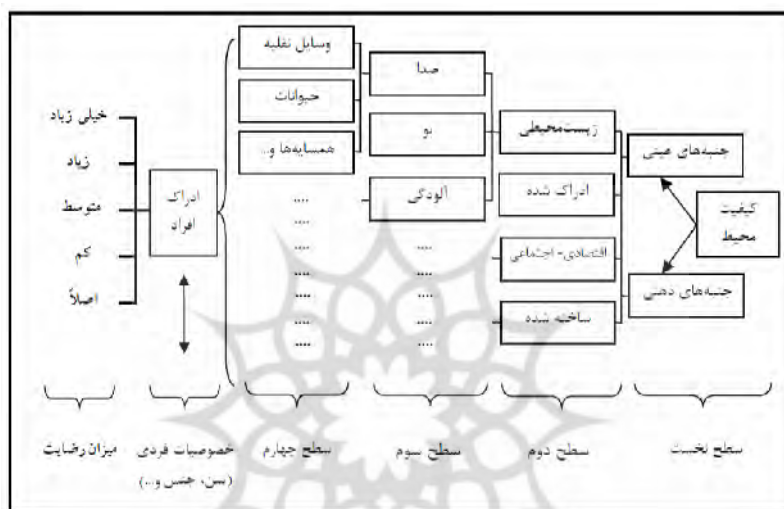 کیفیت
محیط
جنبه‌های عینی
جنبه‌های ذهنی
زیست‌محیطی
ادراک شده
اقتصادی- اجتماعی
ساخته شده
صدا
بو
آلودگی
....
....
....
....
....
وسایل نقلیه
حیوانات
همسایه‌ها و...
....
....
....
....
....
....
....
ادراک
افراد
خیلی زیاد
زیاد
متوسط
کم
اصلاً
سطح نخست
سطح دوم
سطح سوم
سطح چهارم
خصوصیات فردی
(سن، جنس و...)
میزان رضایت